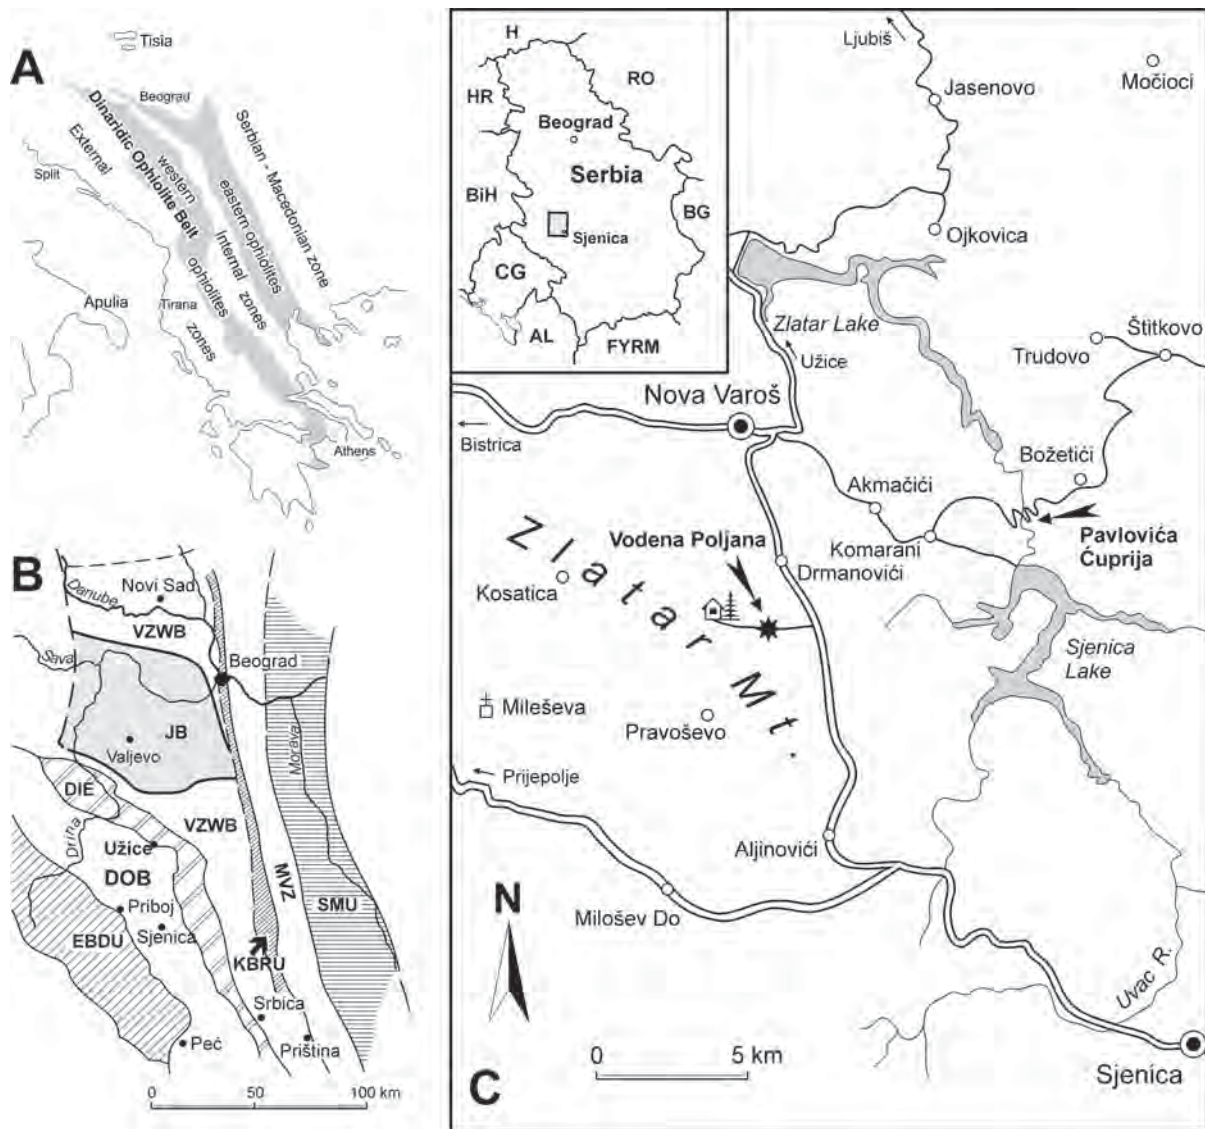 A
Tisia
Beograd
Dinaridic Ophiolite Belt
External
zones
western
ophiolites
Internal
zones
eastern ophiolites
Serbian - Macedonian zone
Split
Apulia
Tirana
Athens
B
Novi Sad
Danube
VZWB
Sava
Beograd
JB
Valjevo
Morava
DIE
VZWB
Drina
Užice
DOB
MVZ
SMU
Priboj
Sjenica
EBDU
KBRU
Srbica
Peć
Priština
0 50 100 km
H
RO
HR
Beograd
Serbia
BiH
BG
Sjenica
CG
AL
FYRM
Ljubiš
Močioci
Jasenovo
Ojkovica
Zlatar Lake
Užice
Štitkovo
Trudovo
Nova Varoš
Bistrica
Božetići
Akmačići
Pavlovića
Ćuprija
Komarani
Vodena Poljana
Drmanovići
Kosatica
Zlatar Mt.
Sjenica
Lake
Mileševa
Pravoševo
Prijepolje
Aljinovići
Milošev Do
N
Uvac R.
0 5 km
C
Sjenica